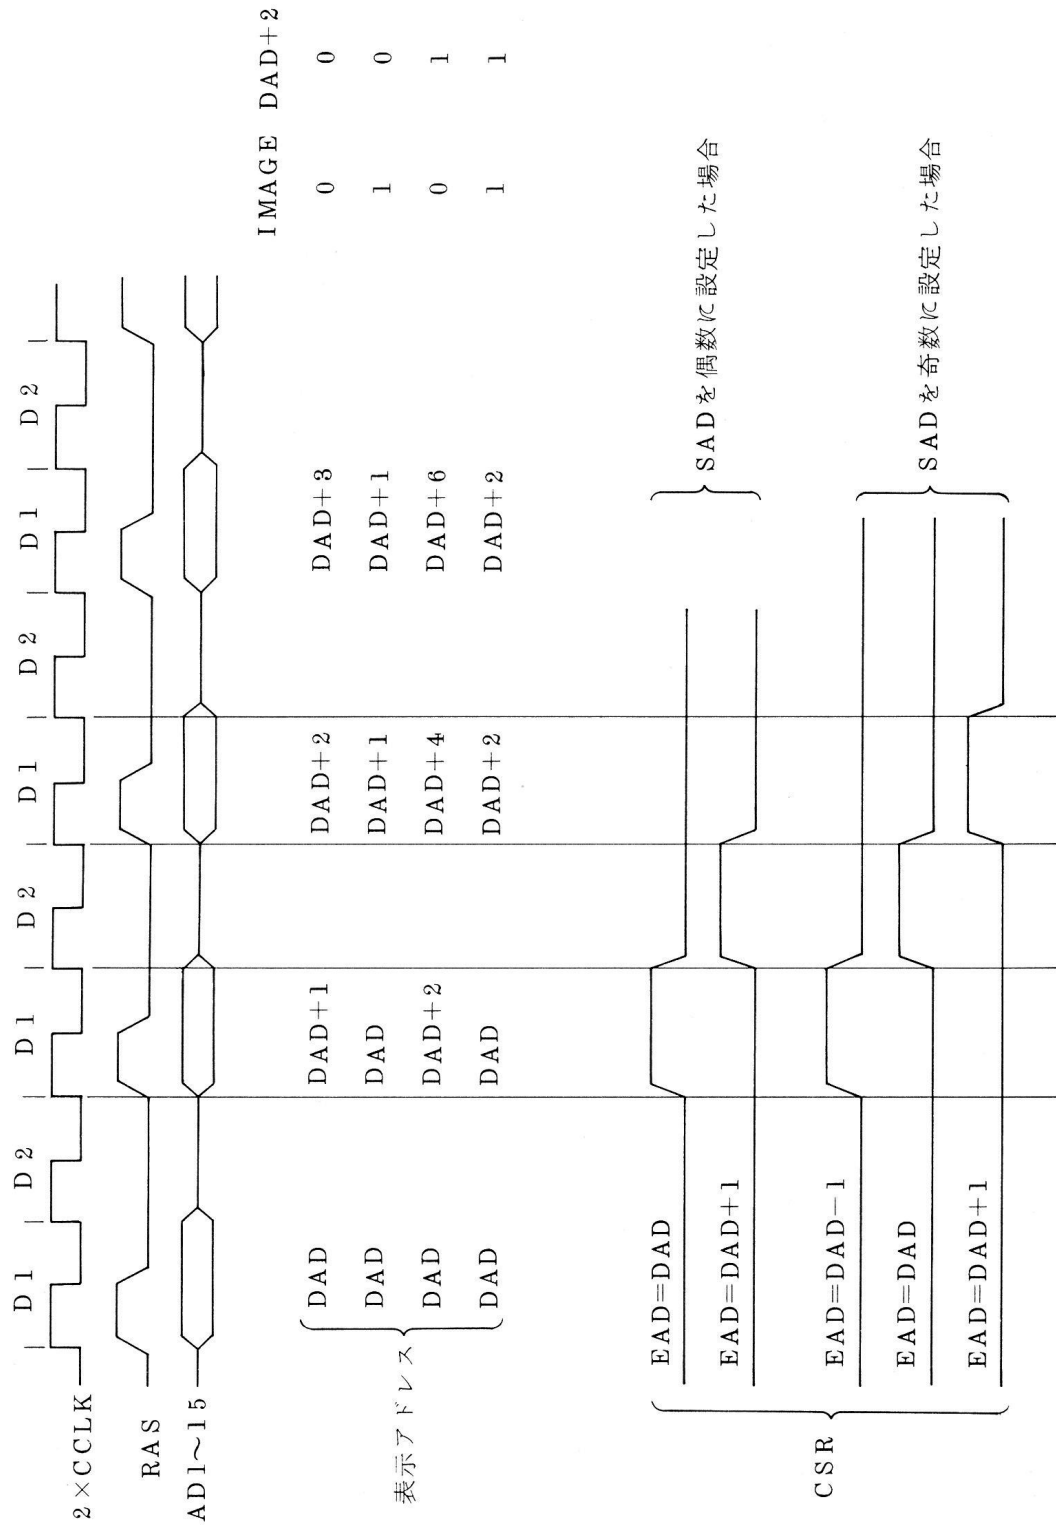 D1 D2 D1 D2 D1 D2 D1 D2
2×CCLK
RAS
AD1〜15
IMAGE DAD+2
DAD DAD+1 DAD+2 DAD+3 0 0
DAD DAD DAD+1 DAD+1 1 0
DAD DAD+2 DAD+4 DAD+6 0 1
DAD DAD DAD+2 DAD+2 1 1
表示アドレス
EAD=DAD
EAD=DAD+1
SADを偶数に設定した場合
CSR
EAD=DAD-1
EAD=DAD
EAD=DAD+1
SADを奇数に設定した場合